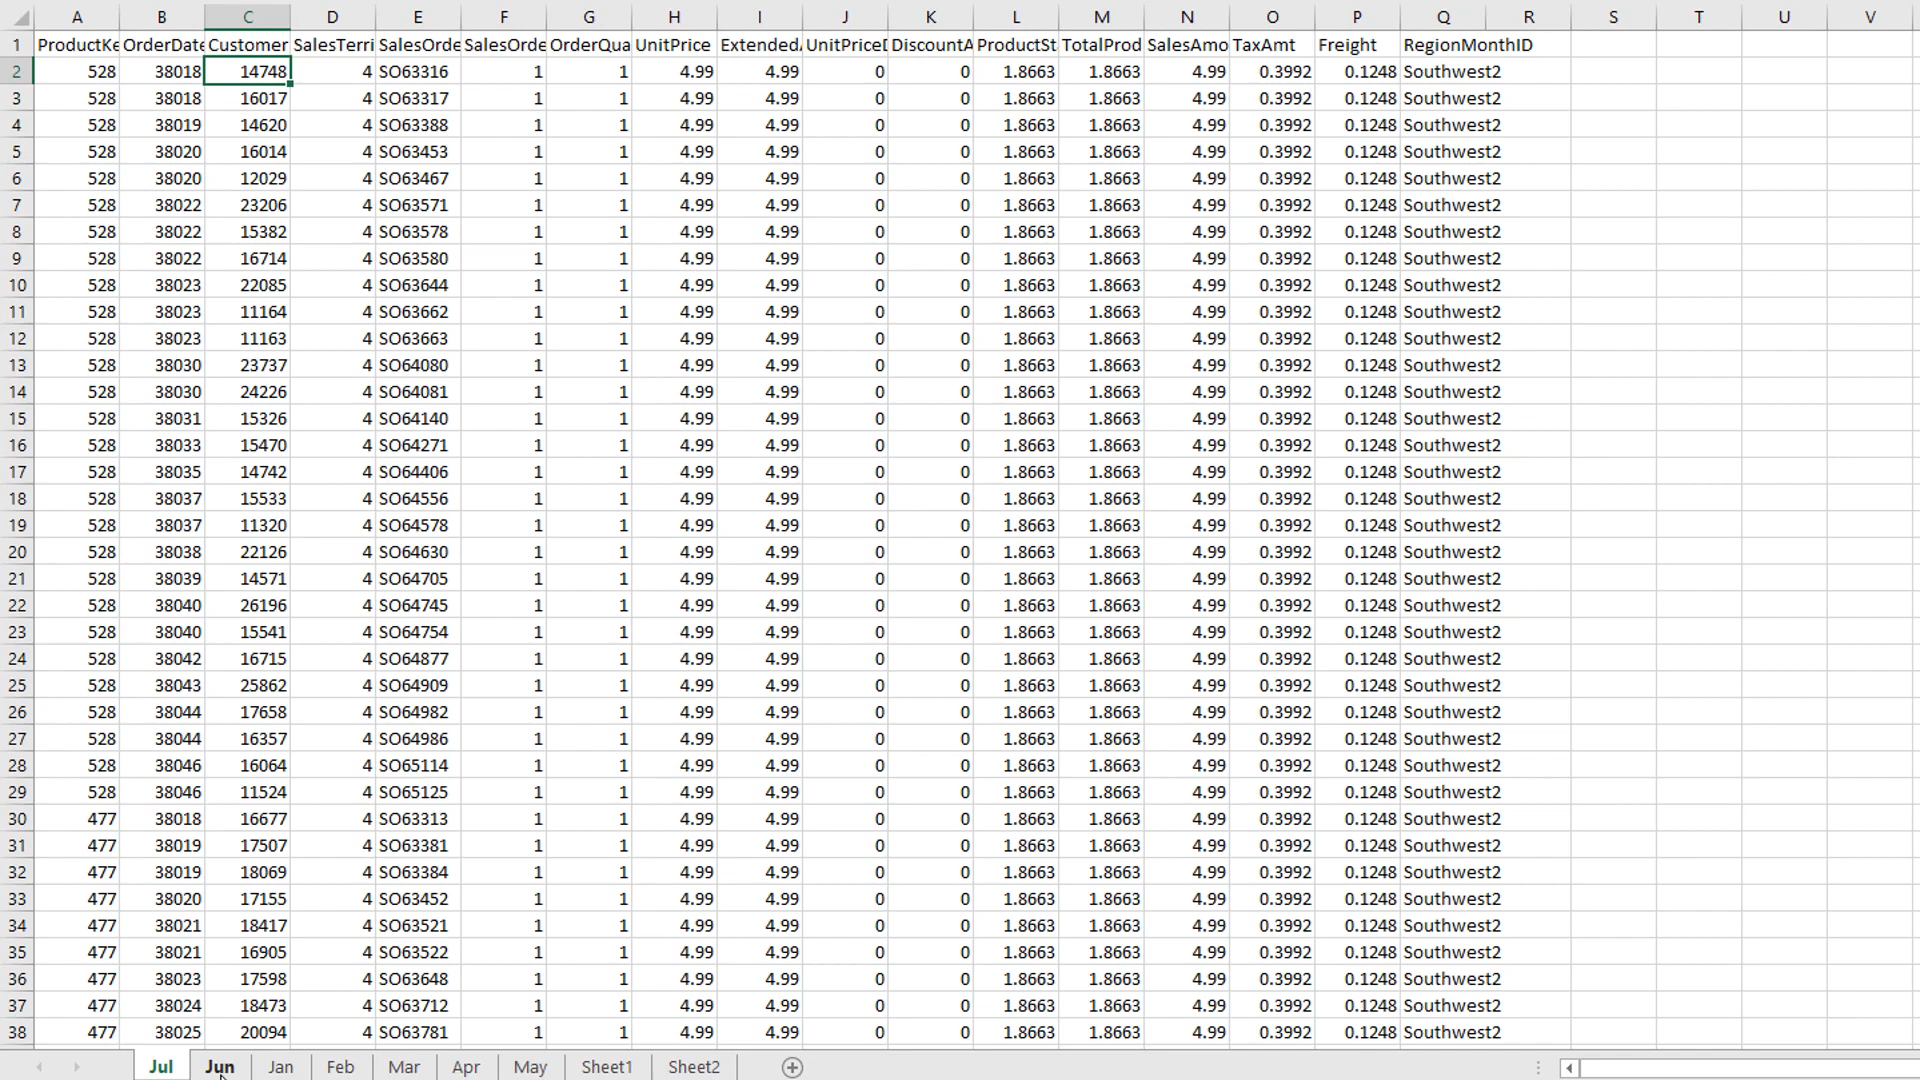 A B C D E F G H I J K L M N O P Q R S T U V
1 ProductKe OrderDate Customer SalesTerri SalesOrde SalesOrde OrderQua UnitPrice ExtendedA UnitPriceD DiscountA ProductSta TotalProd SalesAmo TaxAmt Freight RegionMonthID
2 528 38018 14748 4 SO63316 1 1 4.99 4.99 0 0 1.8663 1.8663 4.99 0.3992 0.1248 Southwest2
3 528 38018 16017 4 SO63317 1 1 4.99 4.99 0 0 1.8663 1.8663 4.99 0.3992 0.1248 Southwest2
4 528 38019 14620 4 SO63388 1 1 4.99 4.99 0 0 1.8663 1.8663 4.99 0.3992 0.1248 Southwest2
5 528 38020 16014 4 SO63453 1 1 4.99 4.99 0 0 1.8663 1.8663 4.99 0.3992 0.1248 Southwest2
6 528 38020 12029 4 SO63467 1 1 4.99 4.99 0 0 1.8663 1.8663 4.99 0.3992 0.1248 Southwest2
7 528 38022 23206 4 SO63571 1 1 4.99 4.99 0 0 1.8663 1.8663 4.99 0.3992 0.1248 Southwest2
8 528 38022 15382 4 SO63578 1 1 4.99 4.99 0 0 1.8663 1.8663 4.99 0.3992 0.1248 Southwest2
9 528 38022 16714 4 SO63580 1 1 4.99 4.99 0 0 1.8663 1.8663 4.99 0.3992 0.1248 Southwest2
10 528 38023 22085 4 SO63644 1 1 4.99 4.99 0 0 1.8663 1.8663 4.99 0.3992 0.1248 Southwest2
11 528 38023 11164 4 SO63662 1 1 4.99 4.99 0 0 1.8663 1.8663 4.99 0.3992 0.1248 Southwest2
12 528 38023 11163 4 SO63663 1 1 4.99 4.99 0 0 1.8663 1.8663 4.99 0.3992 0.1248 Southwest2
13 528 38030 23737 4 SO64080 1 1 4.99 4.99 0 0 1.8663 1.8663 4.99 0.3992 0.1248 Southwest2
14 528 38030 24226 4 SO64081 1 1 4.99 4.99 0 0 1.8663 1.8663 4.99 0.3992 0.1248 Southwest2
15 528 38031 15326 4 SO64140 1 1 4.99 4.99 0 0 1.8663 1.8663 4.99 0.3992 0.1248 Southwest2
16 528 38033 15470 4 SO64271 1 1 4.99 4.99 0 0 1.8663 1.8663 4.99 0.3992 0.1248 Southwest2
17 528 38035 14742 4 SO64406 1 1 4.99 4.99 0 0 1.8663 1.8663 4.99 0.3992 0.1248 Southwest2
18 528 38037 15533 4 SO64556 1 1 4.99 4.99 0 0 1.8663 1.8663 4.99 0.3992 0.1248 Southwest2
19 528 38037 11320 4 SO64578 1 1 4.99 4.99 0 0 1.8663 1.8663 4.99 0.3992 0.1248 Southwest2
20 528 38038 22126 4 SO64630 1 1 4.99 4.99 0 0 1.8663 1.8663 4.99 0.3992 0.1248 Southwest2
21 528 38039 14571 4 SO64705 1 1 4.99 4.99 0 0 1.8663 1.8663 4.99 0.3992 0.1248 Southwest2
22 528 38040 26196 4 SO64745 1 1 4.99 4.99 0 0 1.8663 1.8663 4.99 0.3992 0.1248 Southwest2
23 528 38040 15541 4 SO64754 1 1 4.99 4.99 0 0 1.8663 1.8663 4.99 0.3992 0.1248 Southwest2
24 528 38042 16715 4 SO64877 1 1 4.99 4.99 0 0 1.8663 1.8663 4.99 0.3992 0.1248 Southwest2
25 528 38043 25862 4 SO64909 1 1 4.99 4.99 0 0 1.8663 1.8663 4.99 0.3992 0.1248 Southwest2
26 528 38044 17658 4 SO64982 1 1 4.99 4.99 0 0 1.8663 1.8663 4.99 0.3992 0.1248 Southwest2
27 528 38044 16357 4 SO64986 1 1 4.99 4.99 0 0 1.8663 1.8663 4.99 0.3992 0.1248 Southwest2
28 528 38046 16064 4 SO65114 1 1 4.99 4.99 0 0 1.8663 1.8663 4.99 0.3992 0.1248 Southwest2
29 528 38046 11524 4 SO65125 1 1 4.99 4.99 0 0 1.8663 1.8663 4.99 0.3992 0.1248 Southwest2
30 477 38018 16677 4 SO63313 1 1 4.99 4.99 0 0 1.8663 1.8663 4.99 0.3992 0.1248 Southwest2
31 477 38019 17507 4 SO63381 1 1 4.99 4.99 0 0 1.8663 1.8663 4.99 0.3992 0.1248 Southwest2
32 477 38019 18069 4 SO63384 1 1 4.99 4.99 0 0 1.8663 1.8663 4.99 0.3992 0.1248 Southwest2
33 477 38020 17155 4 SO63452 1 1 4.99 4.99 0 0 1.8663 1.8663 4.99 0.3992 0.1248 Southwest2
34 477 38021 18417 4 SO63521 1 1 4.99 4.99 0 0 1.8663 1.8663 4.99 0.3992 0.1248 Southwest2
35 477 38021 16905 4 SO63522 1 1 4.99 4.99 0 0 1.8663 1.8663 4.99 0.3992 0.1248 Southwest2
36 477 38023 17598 4 SO63648 1 1 4.99 4.99 0 0 1.8663 1.8663 4.99 0.3992 0.1248 Southwest2
37 477 38024 18473 4 SO63712 1 1 4.99 4.99 0 0 1.8663 1.8663 4.99 0.3992 0.1248 Southwest2
38 477 38025 20094 4 SO63781 1 1 4.99 4.99 0 0 1.8663 1.8663 4.99 0.3992 0.1248 Southwest2
Jul Jun Jan Feb Mar Apr May Sheet1 Sheet2